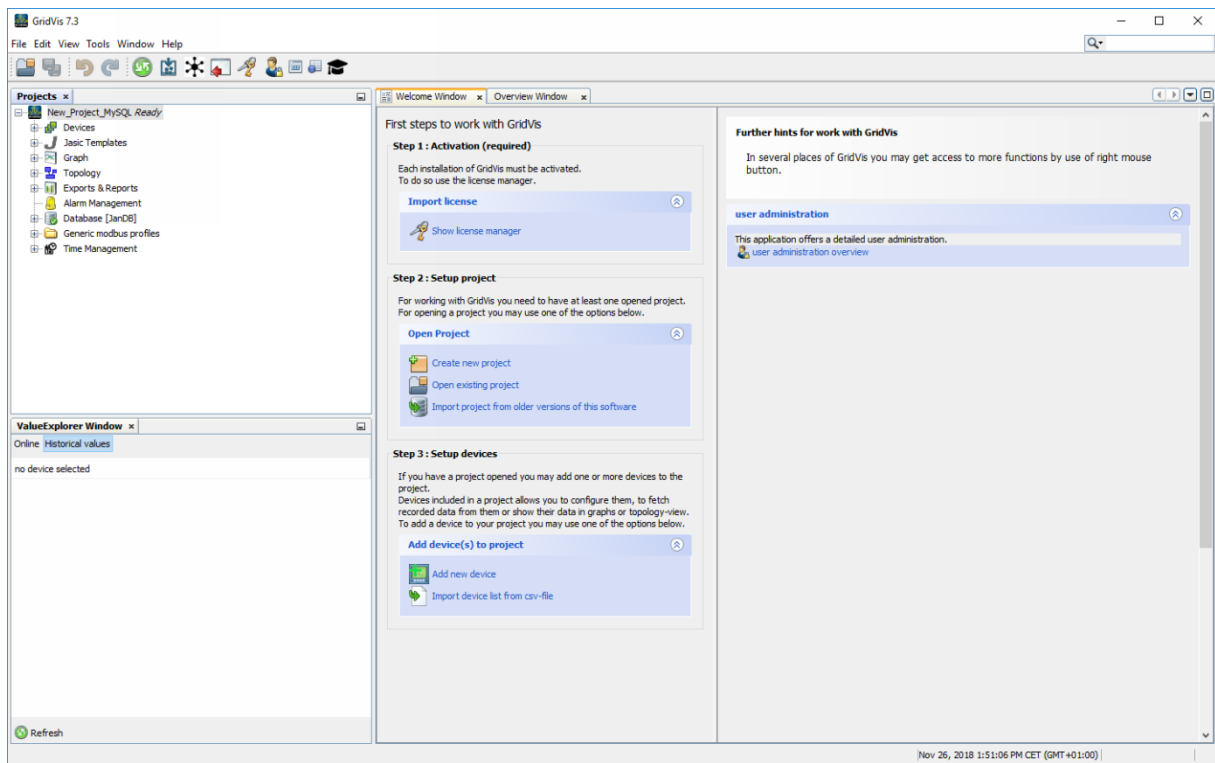 GridVis 7.3
File Edit View Tools Window Help
Projects
New_Project_MySQL Ready
Devices
Jasic Templates
Graph
Topology
Exports & Reports
Alarm Management
Database [JanDB]
Generic modbus profiles
Time Management
ValueExplorer Window
Online Historical values
no device selected
Refresh
Welcome Window Overview Window
First steps to work with GridVis
Step 1 : Activation (required)
Each installation of GridVis must be activated.
To do so use the license manager.
Import license
Show license manager
Step 2 : Setup project
For working with GridVis you need to have at least one opened project.
For opening a project you may use one of the options below.
Open Project
Create new project
Open existing project
Import project from older versions of this software
Step 3 : Setup devices
If you have a project opened you may add one or more devices to the
project.
Devices included in a project allows you to configure them, to fetch
recorded data from them or show their data in graphs or topology-view.
To add a device to your project you may use one of the options below.
Add device(s) to project
Add new device
Import device list from csv-file
Further hints for work with GridVis
In several places of GridVis you may get access to more functions by use of right mouse
button.
user administration
This application offers a detailed user administration.
user administration overview
Nov 26, 2018 1:51:06 PM CET (GMT+01:00)